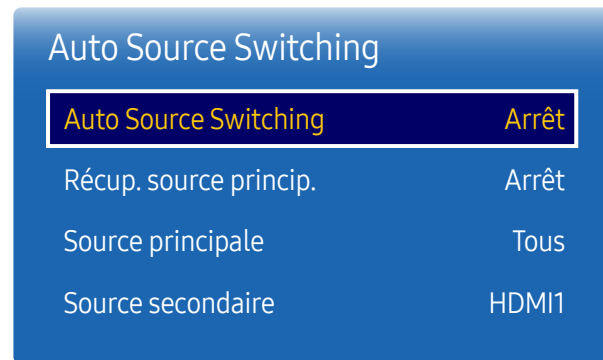 Auto Source Switching
Auto Source Switching Arrêt
Récup. source princip. Arrêt
Source principale Tous
Source secondaire HDMI1